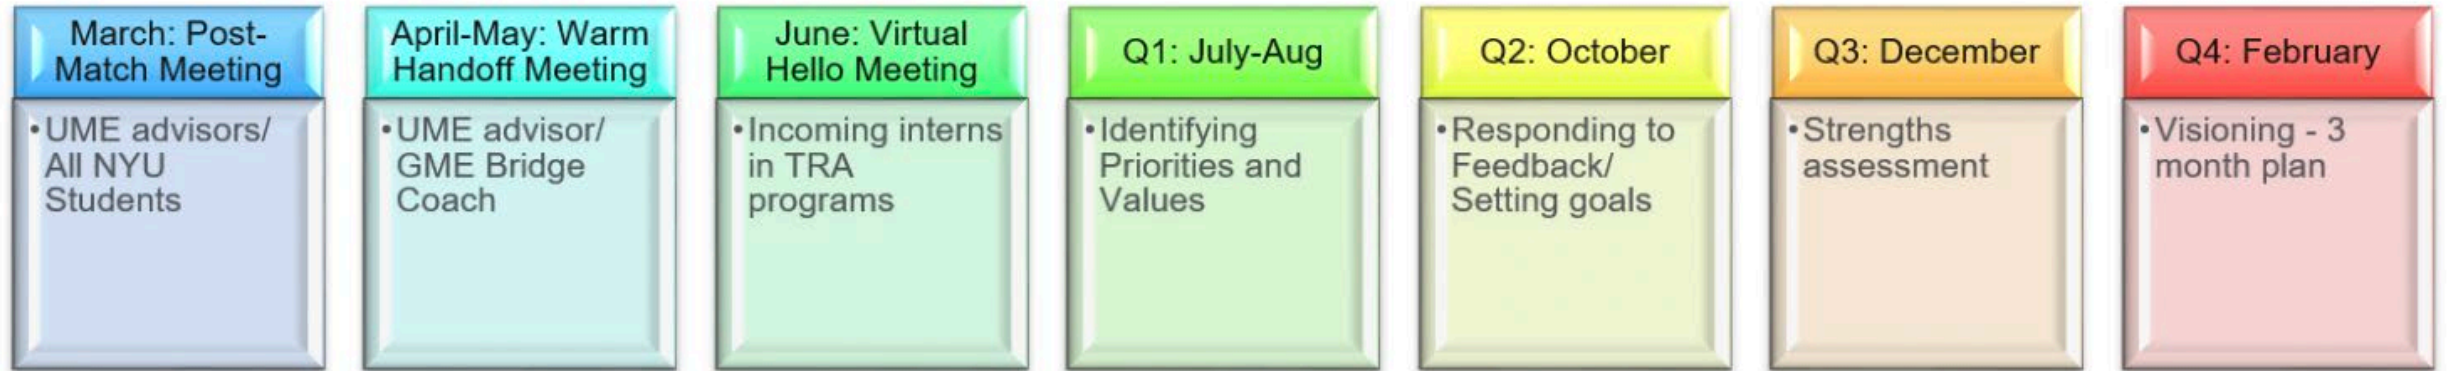 March: Post-
Match Meeting
•UME advisors/
All NYU
Students
April-May: Warm
Handoff Meeting
•UME advisor/
GME Bridge
Coach
June: Virtual
Hello Meeting
•Incoming interns
in TRA
programs
Q1: July-Aug
•Identifying
Priorities and
Values
Q2: October
•Responding to
Feedback/
Setting goals
Q3: December
•Strengths
assessment
Q4: February
•Visioning - 3
month plan